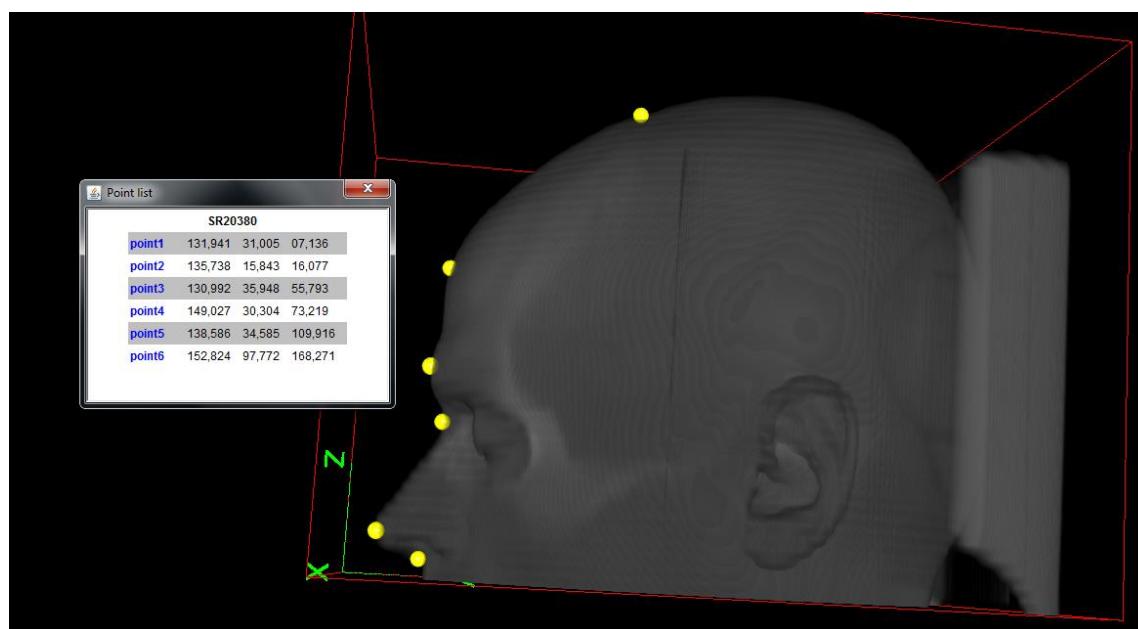 Point list
X
SR20380
point1 131,941 31,005 07,136
point2 135,738 15,843 16,077
point3 130,992 35,948 55,793
point4 149,027 30,304 73,219
point5 138,586 34,585 109,916
point6 152,824 97,772 168,271
Z
X